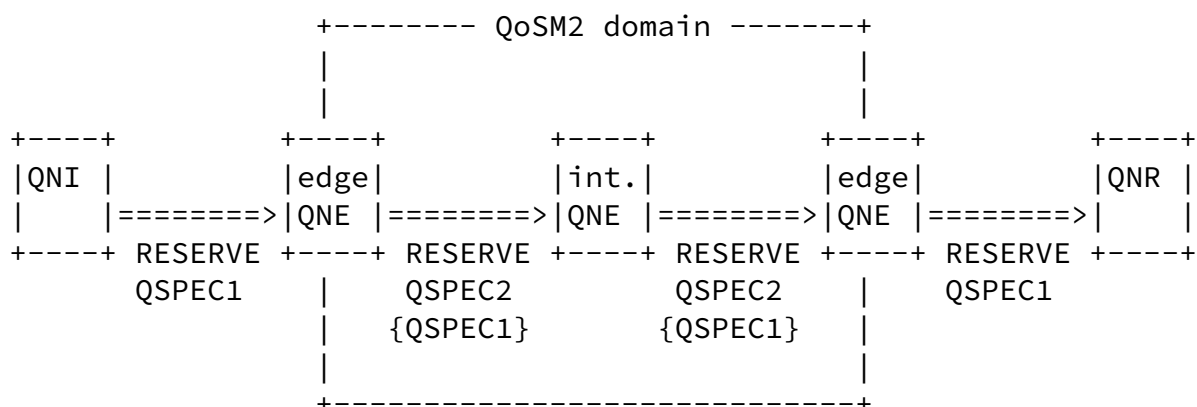 QoSM2 domain
QNI edge int. edge QNR
QNE QNE QNE
RESERVE RESERVE RESERVE RESERVE
QSPEC1 QSPEC2 QSPEC2 QSPEC1
{QSPEC1} {QSPEC1}